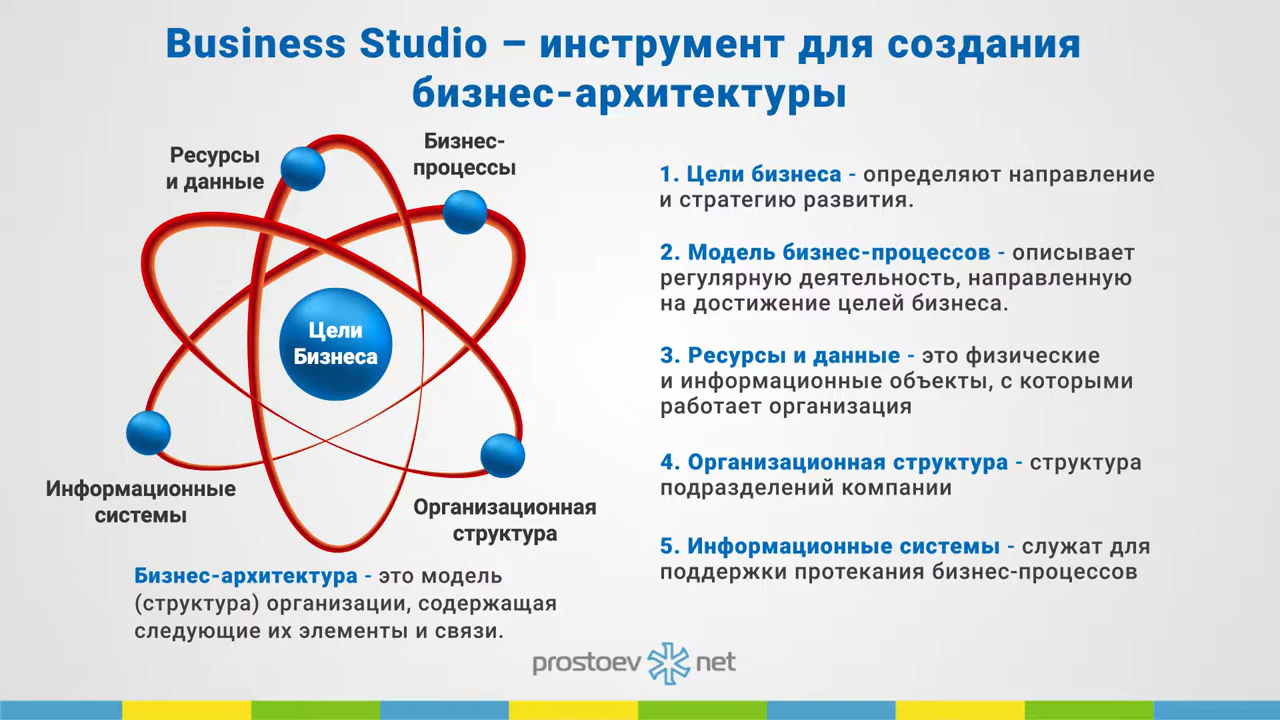 Business Studio – инструмент для создания
бизнес-архитектуры
Ресурсы
и данные
Бизнес-
процессы
Цели
Бизнеса
Информационные
системы
Организационная
структура
Бизнес-архитектура - это модель
(структура) организации, содержащая
следующие их элементы и связи.
1. Цели бизнеса - определяют направление
и стратегию развития.
2. Модель бизнес-процессов - описывает
регулярную деятельность, направленную
на достижение целей бизнеса.
3. Ресурсы и данные - это физические
и информационные объекты, с которыми
работает организация
4. Организационная структура - структура
подразделений компании
5. Информационные системы - служат для
поддержки протекания бизнес-процессов
prostoev net